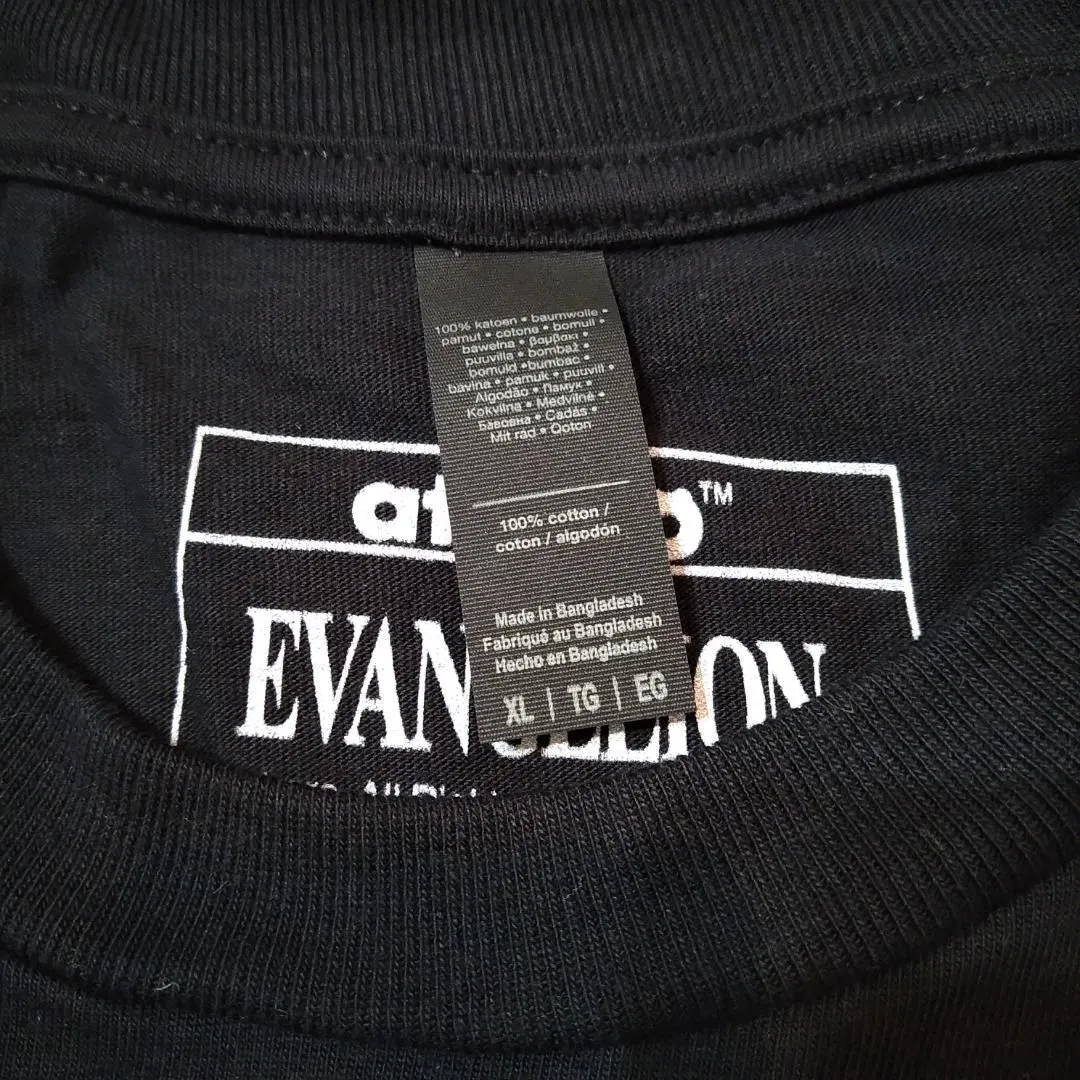 100% katoen • baumwolle •
pamut • cotone • bomull •
bawełna • βαμβακι •
puuvilla • bombaž •
bomuld •bumbac •
bavlna • pamuk • puuvill •
Algodão • Памук •
Kokvilna • Medvilnė •
Бавовна • Cadás •
Mit rad • Qoton
100% cotton /
coton / algodón
Made in Bangladesh
Fabriqué au Bangladesh
Hecho en Bangladesh
XL | TG | EG
TM